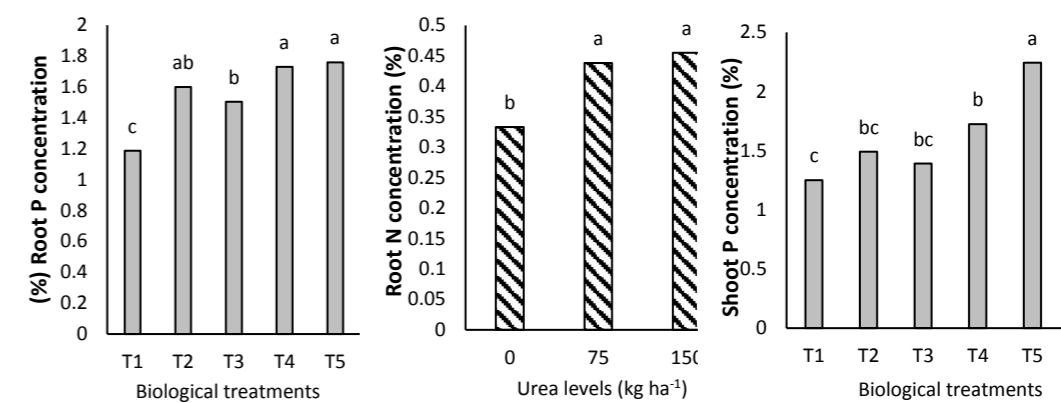 (%) Root P concentration
2
1.8
1.6
1.4
1.2
1
0.8
0.6
0.4
0.2
0
c
ab
b
a
a
T1 T2 T3 T4 T5
Biological treatments
Root N concentration (%)
0.5
0.45
0.4
0.35
0.3
0.25
0.2
0.15
0.1
0.05
0
b
a
a
0 75 150
Urea levels (kg ha⁻¹)
Shoot P concentration (%)
2.5
2
1.5
1
0.5
0
c
bc
bc
b
a
T1 T2 T3 T4 T5
Biological treatments